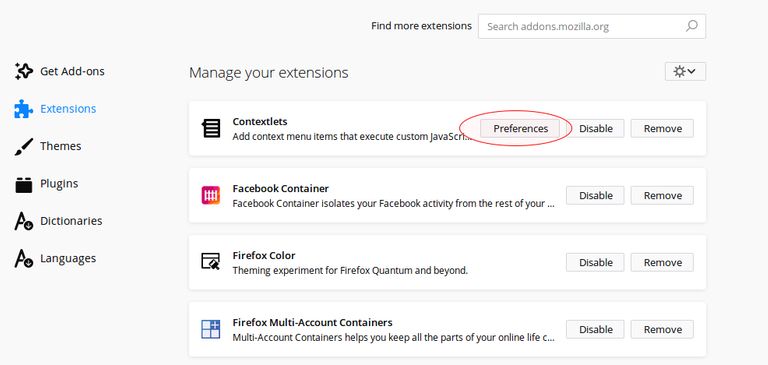 Find more extensions
Search addons.mozilla.org
Get Add-ons
Extensions
Themes
Plugins
Dictionaries
Languages
Manage your extensions
Contextlets
Add context menu items that execute custom JavaScri...
Preferences
Disable
Remove
Facebook Container
Facebook Container isolates your Facebook activity from the rest of your ...
Disable
Remove
Firefox Color
Theming experiment for Firefox Quantum and beyond.
Disable
Remove
Firefox Multi-Account Containers
Multi-Account Containers helps you keep all the parts of your online life c...
Disable
Remove